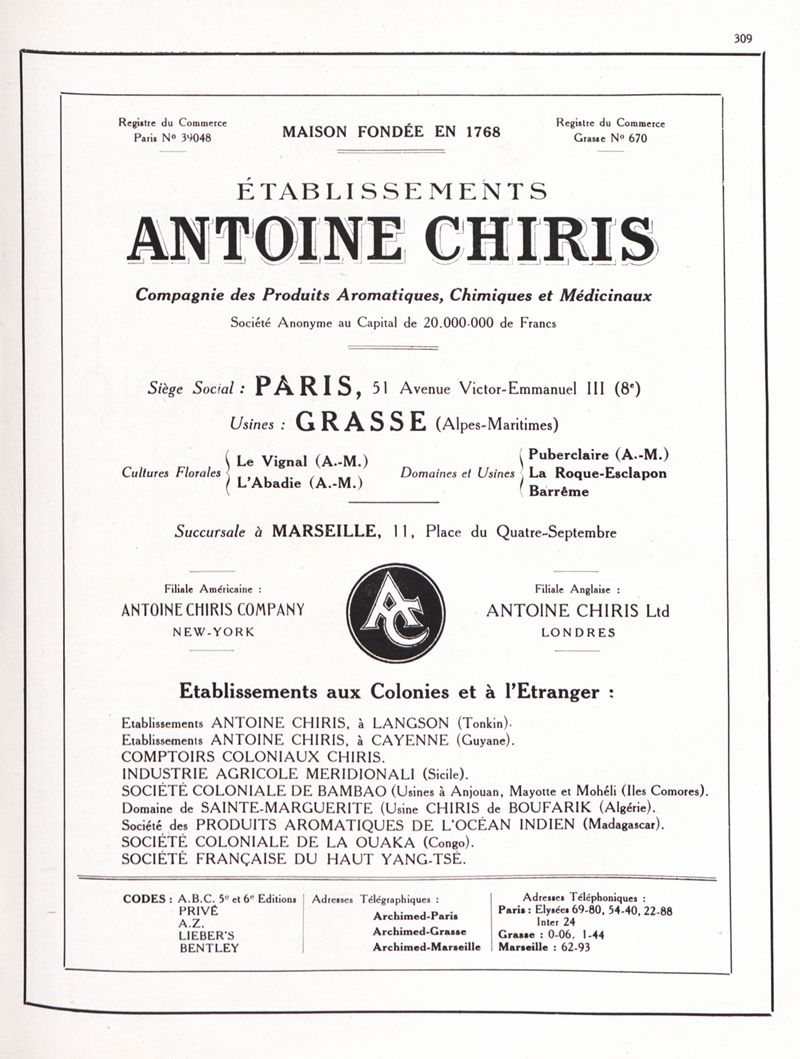 309
Registre du Commerce
Paris Nº 39048
MAISON FONDÉE EN 1768
Registre du Commerce
Grasse Nº 670
ÉTABLISSEMENTS
ANTOINE CHIRIS
Compagnie des Produits Aromatiques, Chimiques et Médicinaux
Société Anonyme au Capital de 20.000.000 de Francs
Siège Social : PARIS, 51 Avenue Victor-Emmanuel III (8e)
Usines : GRASSE (Alpes-Maritimes)
Cultures Florales { Le Vignal (A.-M.)
L'Abadie (A.-M.)
Domaines et Usines { Puberclaire (A.-M.)
La Roque-Esclapon
Barrême
Succursale à MARSEILLE, 11, Place du Quatre-Septembre
Filiale Américaine :
ANTOINE CHIRIS COMPANY
NEW-YORK
AC
Filiale Anglaise :
ANTOINE CHIRIS Ltd
LONDRES
Etablissements aux Colonies et à l'Etranger :
Etablissements ANTOINE CHIRIS, à LANGSON (Tonkin).
Etablissements ANTOINE CHIRIS, à CAYENNE (Guyane).
COMPTOIRS COLONIAUX CHIRIS.
INDUSTRIE AGRICOLE MERIDIONALI (Sicile).
SOCIÉTÉ COLONIALE DE BAMBAO (Usines à Anjouan, Mayotte et Mohéli (Iles Comores).
Domaine de SAINTE-MARGUERITE (Usine CHIRIS de BOUFARIK (Algérie).
Société des PRODUITS AROMATIQUES DE L'OCÉAN INDIEN (Madagascar).
SOCIÉTÉ COLONIALE DE LA OUAKA (Congo).
SOCIÉTÉ FRANÇAISE DU HAUT YANG-TSÉ.
CODES : A.B.C. 5e et 6e Editions
PRIVÉ
A.Z.
LIEBER'S
BENTLEY
Adresses Télégraphiques :
Archimed-Paris
Archimed-Grasse
Archimed-Marseille
Adresses Téléphoniques :
Paris : Elysées 69-80, 54-40, 22-88
Inter 24
Grasse : 0-06, 1-44
Marseille : 62-93